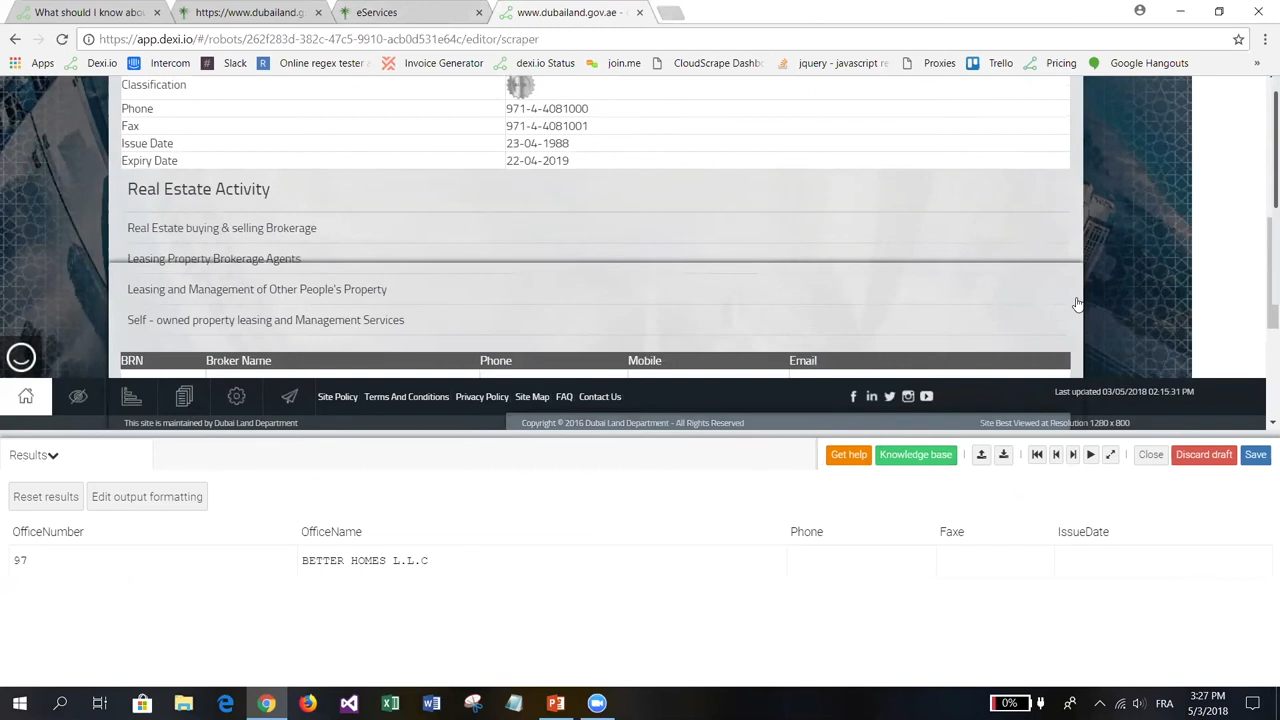 What should I know abou
https://www.dubailand.g
eServices
www.dubailand.gov.ae -
https://app.dexi.io/#/robots/262f283d-382c-47c5-9910-acb0d531e64c/editor/scraper
Apps Dexi.io Intercom Slack Online regex tester Invoice Generator dexi.io Status join.me CloudScrape Dashb jquery - javascript re Proxies Trello Pricing Google Hangouts »
Classification
Phone 971-4-4081000
Fax 971-4-4081001
Issue Date 23-04-1988
Expiry Date 22-04-2019
Real Estate Activity
Real Estate buying & selling Brokerage
Leasing Property Brokerage Agents
Leasing and Management of Other People's Property
Self - owned property leasing and Management Services
BRN Broker Name Phone Mobile Email
Site Policy Terms And Conditions Privacy Policy Site Map FAQ Contact Us Last updated 03/05/2018 02:15:31 PM
This site is maintained by Dubai Land Department Copyright © 2016 Dubai Land Department - All Rights Reserved Site Best Viewed at Resolution 1280 x 800
Results Get help Knowledge base Close Discard draft Save
Reset results Edit output formatting
OfficeNumber OfficeName Phone Faxe IssueDate
97 BETTER HOMES L.L.C
0% FRA 3:27 PM
5/3/2018